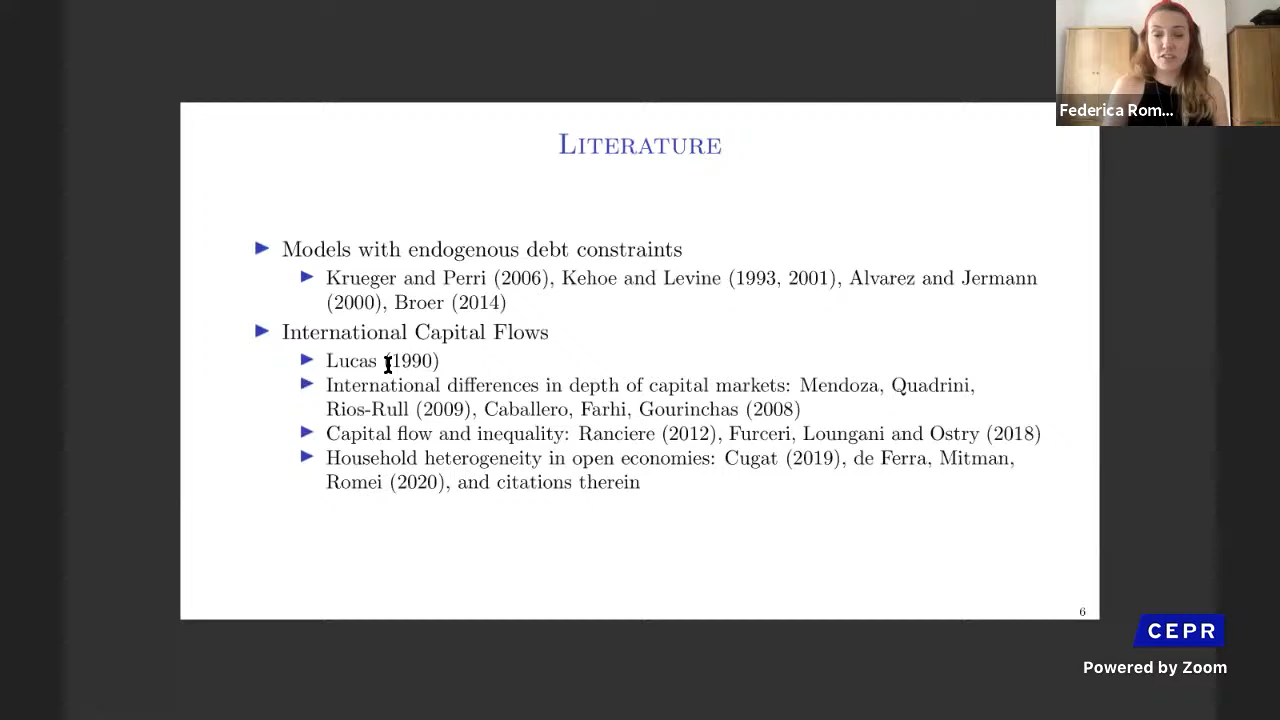 Federica Rom...
LITERATURE
Models with endogenous debt constraints
Krueger and Perri (2006), Kehoe and Levine (1993, 2001), Alvarez and Jermann
(2000), Broer (2014)
International Capital Flows
Lucas (1990)
International differences in depth of capital markets: Mendoza, Quadrini,
Rios-Rull (2009), Caballero, Farhi, Gourinchas (2008)
Capital flow and inequality: Ranciere (2012), Furceri, Loungani and Ostry (2018)
Household heterogeneity in open economies: Cugat (2019), de Ferra, Mitman,
Romei (2020), and citations therein
6
CEPR
Powered by Zoom